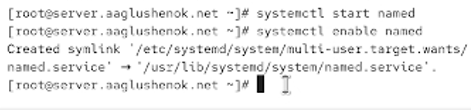 [root@server.aaglushenok.net ~]# systemctl start named
[root@server.aaglushenok.net ~]# systemctl enable named
Created symlink '/etc/systemd/system/multi-user.target.wants/
named.service' → '/usr/lib/systemd/system/named.service'.
[root@server.aaglushenok.net ~]#